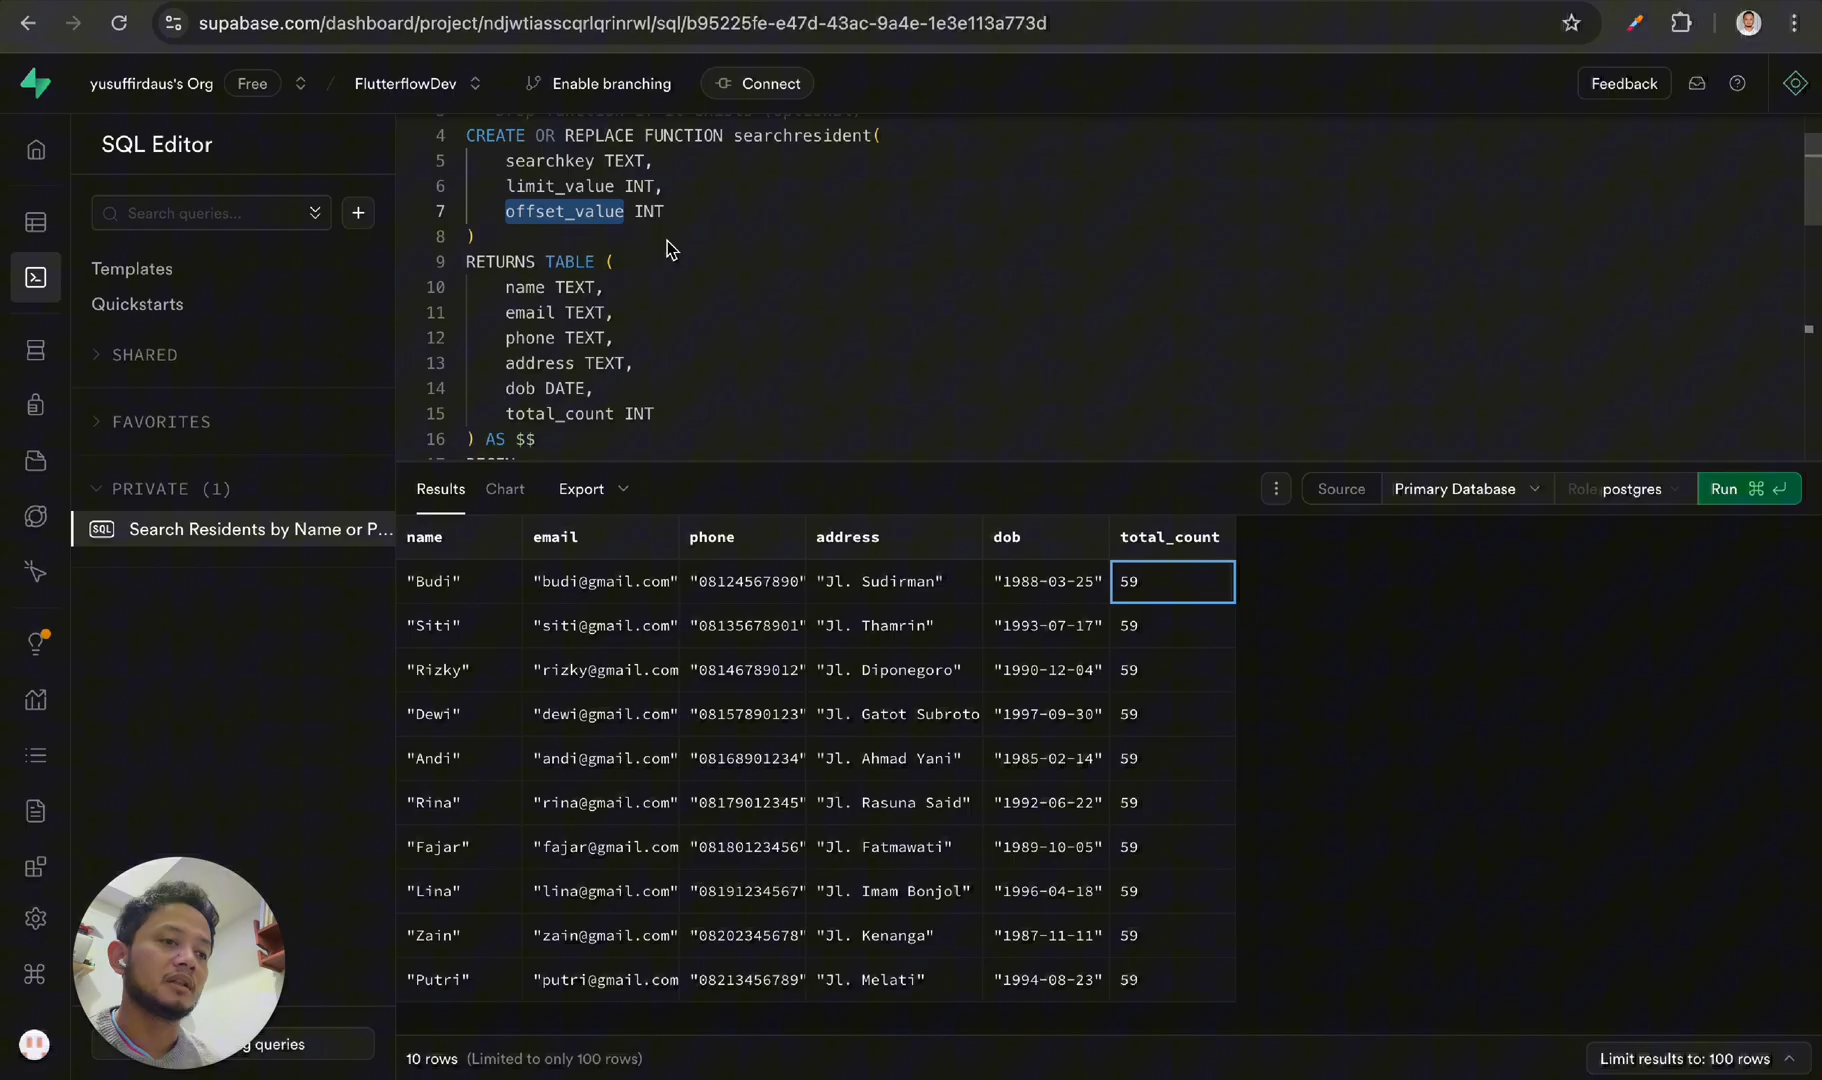 supabase.com/dashboard/project/ndjwtiasscqrlqrinrwl/sql/b95225fe-e47d-43ac-9a4e-1e3e113a773d
yusuffirdaus's Org Free / FlutterflowDev Enable branching Connect Feedback
SQL Editor
Search queries...
Templates
Quickstarts
SHARED
FAVORITES
PRIVATE (1)
SQL Search Residents by Name or P...
queries
4 CREATE OR REPLACE FUNCTION searchresident(
5 searchkey TEXT,
6 limit_value INT,
7 offset_value INT
8 )
9 RETURNS TABLE (
10 name TEXT,
11 email TEXT,
12 phone TEXT,
13 address TEXT,
14 dob DATE,
15 total_count INT
16 ) AS $$
Results Chart Export Source Primary Database Role postgres Run
name email phone address dob total_count
"Budi" "budi@gmail.com" "08124567890" "Jl. Sudirman" "1988-03-25" 59
"Siti" "siti@gmail.com" "08135678901" "Jl. Thamrin" "1993-07-17" 59
"Rizky" "rizky@gmail.com "08146789012" "Jl. Diponegoro" "1990-12-04" 59
"Dewi" "dewi@gmail.com" "08157890123" "Jl. Gatot Subroto "1997-09-30" 59
"Andi" "andi@gmail.com" "08168901234" "Jl. Ahmad Yani" "1985-02-14" 59
"Rina" "rina@gmail.com" "08179012345" "Jl. Rasuna Said" "1992-06-22" 59
"Fajar" "fajar@gmail.com "08180123456" "Jl. Fatmawati" "1989-10-05" 59
"Lina" "lina@gmail.com" "08191234567" "Jl. Imam Bonjol" "1996-04-18" 59
"Zain" "zain@gmail.com" "08202345678" "Jl. Kenanga" "1987-11-11" 59
"Putri" "putri@gmail.com "08213456789" "Jl. Melati" "1994-08-23" 59
10 rows (Limited to only 100 rows) Limit results to: 100 rows